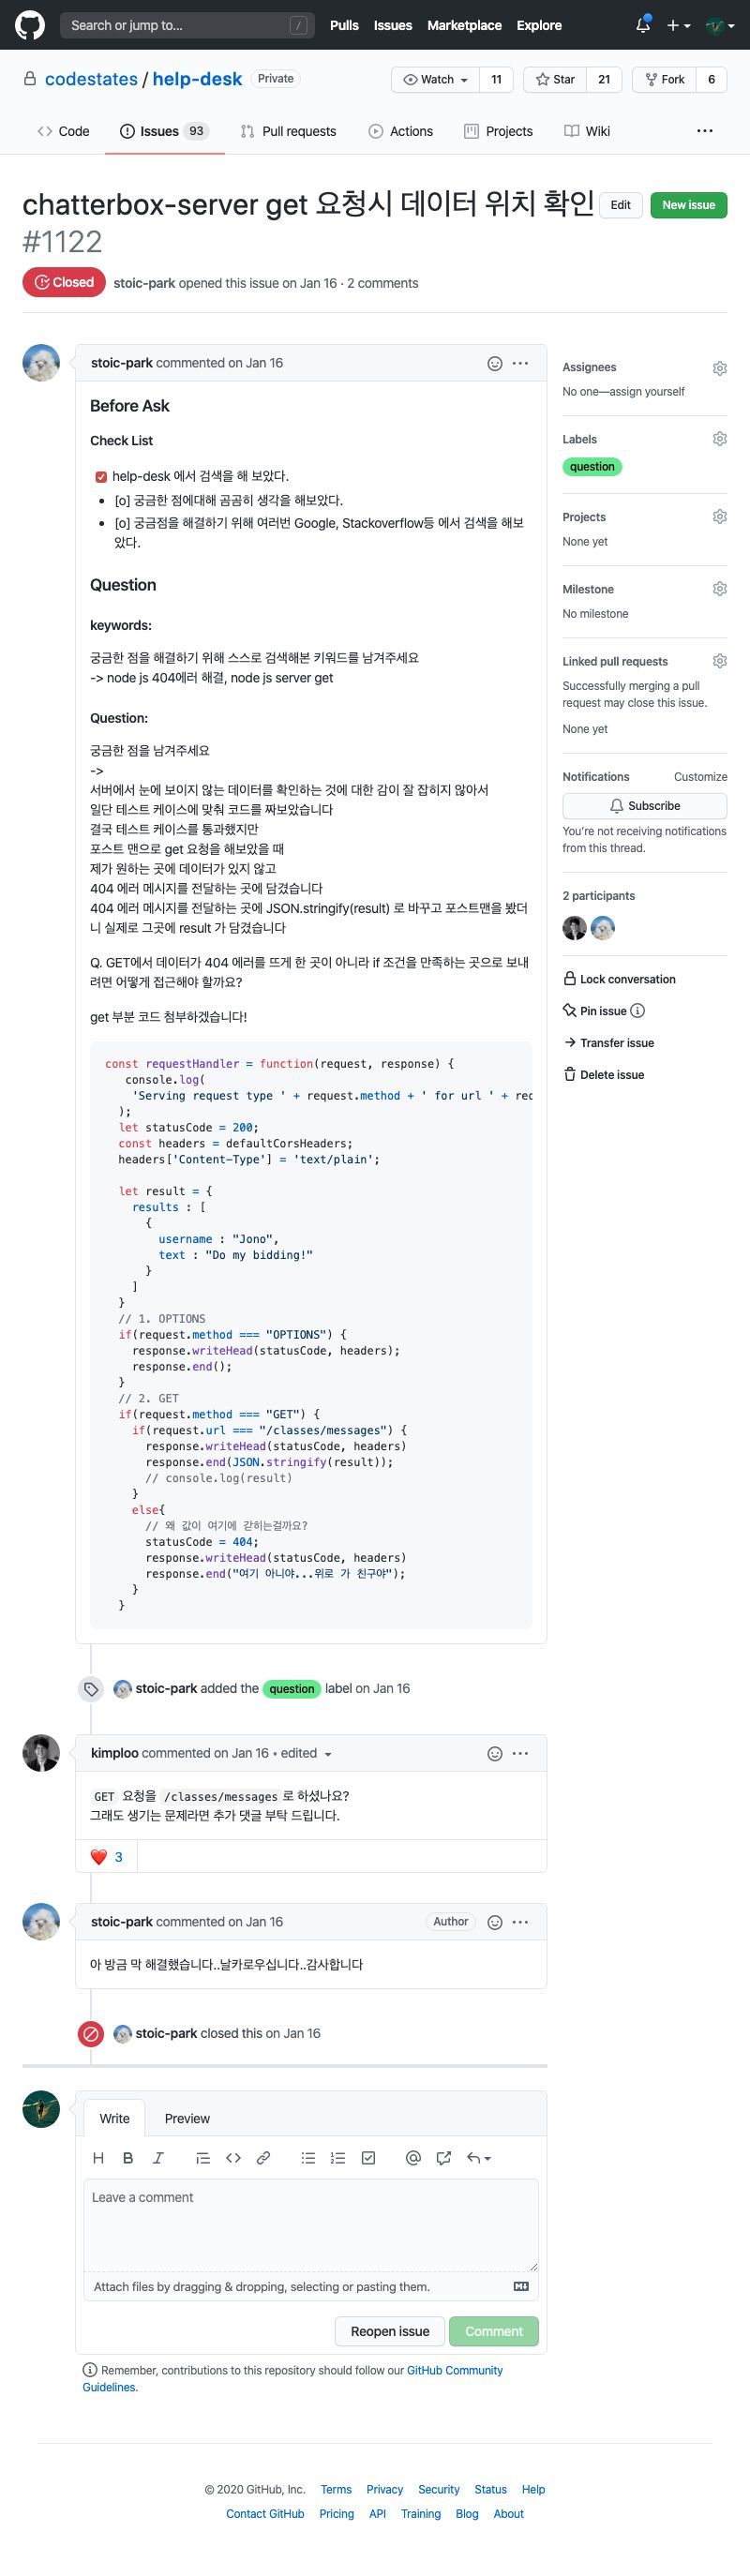 Search or jump to... / Pulls Issues Marketplace Explore
codestates / help-desk Private Watch 11 Star 21 Fork 6
Code Issues 93 Pull requests Actions Projects Wiki ...
chatterbox-server get 요청시 데이터 위치 확인 Edit New issue
#1122
Closed stoic-park opened this issue on Jan 16 · 2 comments
stoic-park commented on Jan 16
Before Ask
Check List
help-desk 에서 검색을 해 보았다.
[o] 궁금한 점에대해 곰곰히 생각을 해보았다.
[o] 궁금점을 해결하기 위해 여러번 Google, Stackoverflow등 에서 검색을 해보
았다.
Question
keywords:
궁금한 점을 해결하기 위해 스스로 검색해본 키워드를 남겨주세요
-> node js 404에러 해결, node js server get
Question:
궁금한 점을 남겨주세요
->
서버에서 눈에 보이지 않는 데이터를 확인하는 것에 대한 감이 잘 잡히지 않아서
일단 테스트 케이스에 맞춰 코드를 짜보았습니다
결국 테스트 케이스를 통과했지만
포스트 맨으로 get 요청을 해보았을 때
제가 원하는 곳에 데이터가 있지 않고
404 에러 메시지를 전달하는 곳에 담겼습니다
404 에러 메시지를 전달하는 곳에 JSON.stringify(result) 로 바꾸고 포스트맨을 봤더
니 실제로 그곳에 result 가 담겼습니다
Q. GET에서 데이터가 404 에러를 뜨게 한 곳이 아니라 if 조건을 만족하는 곳으로 보내
려면 어떻게 접근해야 할까요?
get 부분 코드 첨부하겠습니다!
const requestHandler = function(request, response) {
console.log(
'Serving request type ' + request.method + ' for url ' + rec
);
let statusCode = 200;
const headers = defaultCorsHeaders;
headers['Content-Type'] = 'text/plain';
let result = {
results : [
{
username : "Jono",
text : "Do my bidding!"
}
]
}
// 1. OPTIONS
if(request.method === "OPTIONS") {
response.writeHead(statusCode, headers);
response.end();
}
// 2. GET
if(request.method === "GET") {
if(request.url === "/classes/messages") {
response.writeHead(statusCode, headers)
response.end(JSON.stringify(result));
// console.log(result)
}
else{
// 왜 값이 여기에 갇히는걸까요?
statusCode = 404;
response.writeHead(statusCode, headers)
response.end("여기 아니야...위로 가 친구야");
}
}
stoic-park added the question label on Jan 16
kimploo commented on Jan 16 • edited
GET 요청을 /classes/messages 로 하셨나요?
그래도 생기는 문제라면 추가 댓글 부탁 드립니다.
3
stoic-park commented on Jan 16 Author
아 방금 막 해결했습니다..날카로우십니다..감사합니다
stoic-park closed this on Jan 16
Write Preview
Leave a comment
Attach files by dragging & dropping, selecting or pasting them.
Reopen issue Comment
Remember, contributions to this repository should follow our GitHub Community
Guidelines.
Assignees
No one—assign yourself
Labels
question
Projects
None yet
Milestone
No milestone
Linked pull requests
Successfully merging a pull
request may close this issue.
None yet
Notifications Customize
Subscribe
You're not receiving notifications
from this thread.
2 participants
Lock conversation
Pin issue
Transfer issue
Delete issue
© 2020 GitHub, Inc. Terms Privacy Security Status Help
Contact GitHub Pricing API Training Blog About